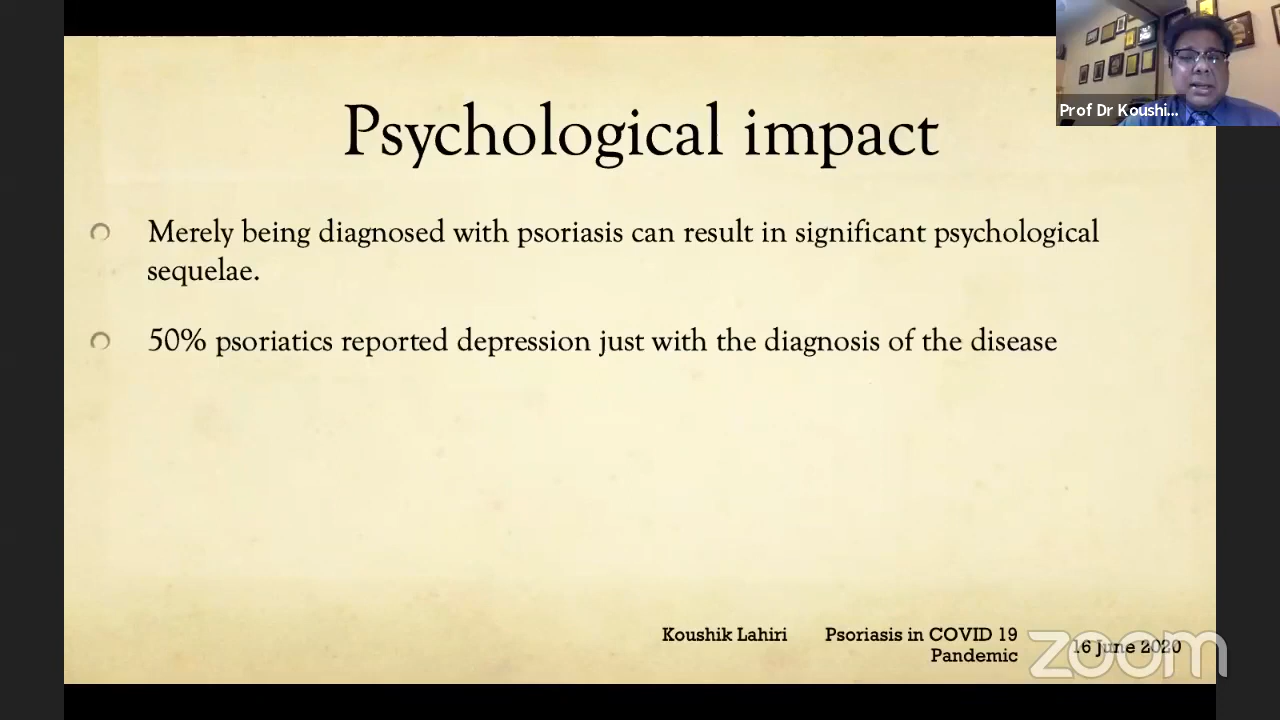 Prof Dr Koushi...
Psychological impact
Merely being diagnosed with psoriasis can result in significant psychological
sequelae.
50% psoriatics reported depression just with the diagnosis of the disease
Koushik Lahiri
Psoriasis in COVID 19
Pandemic
16 June 2020
zoom